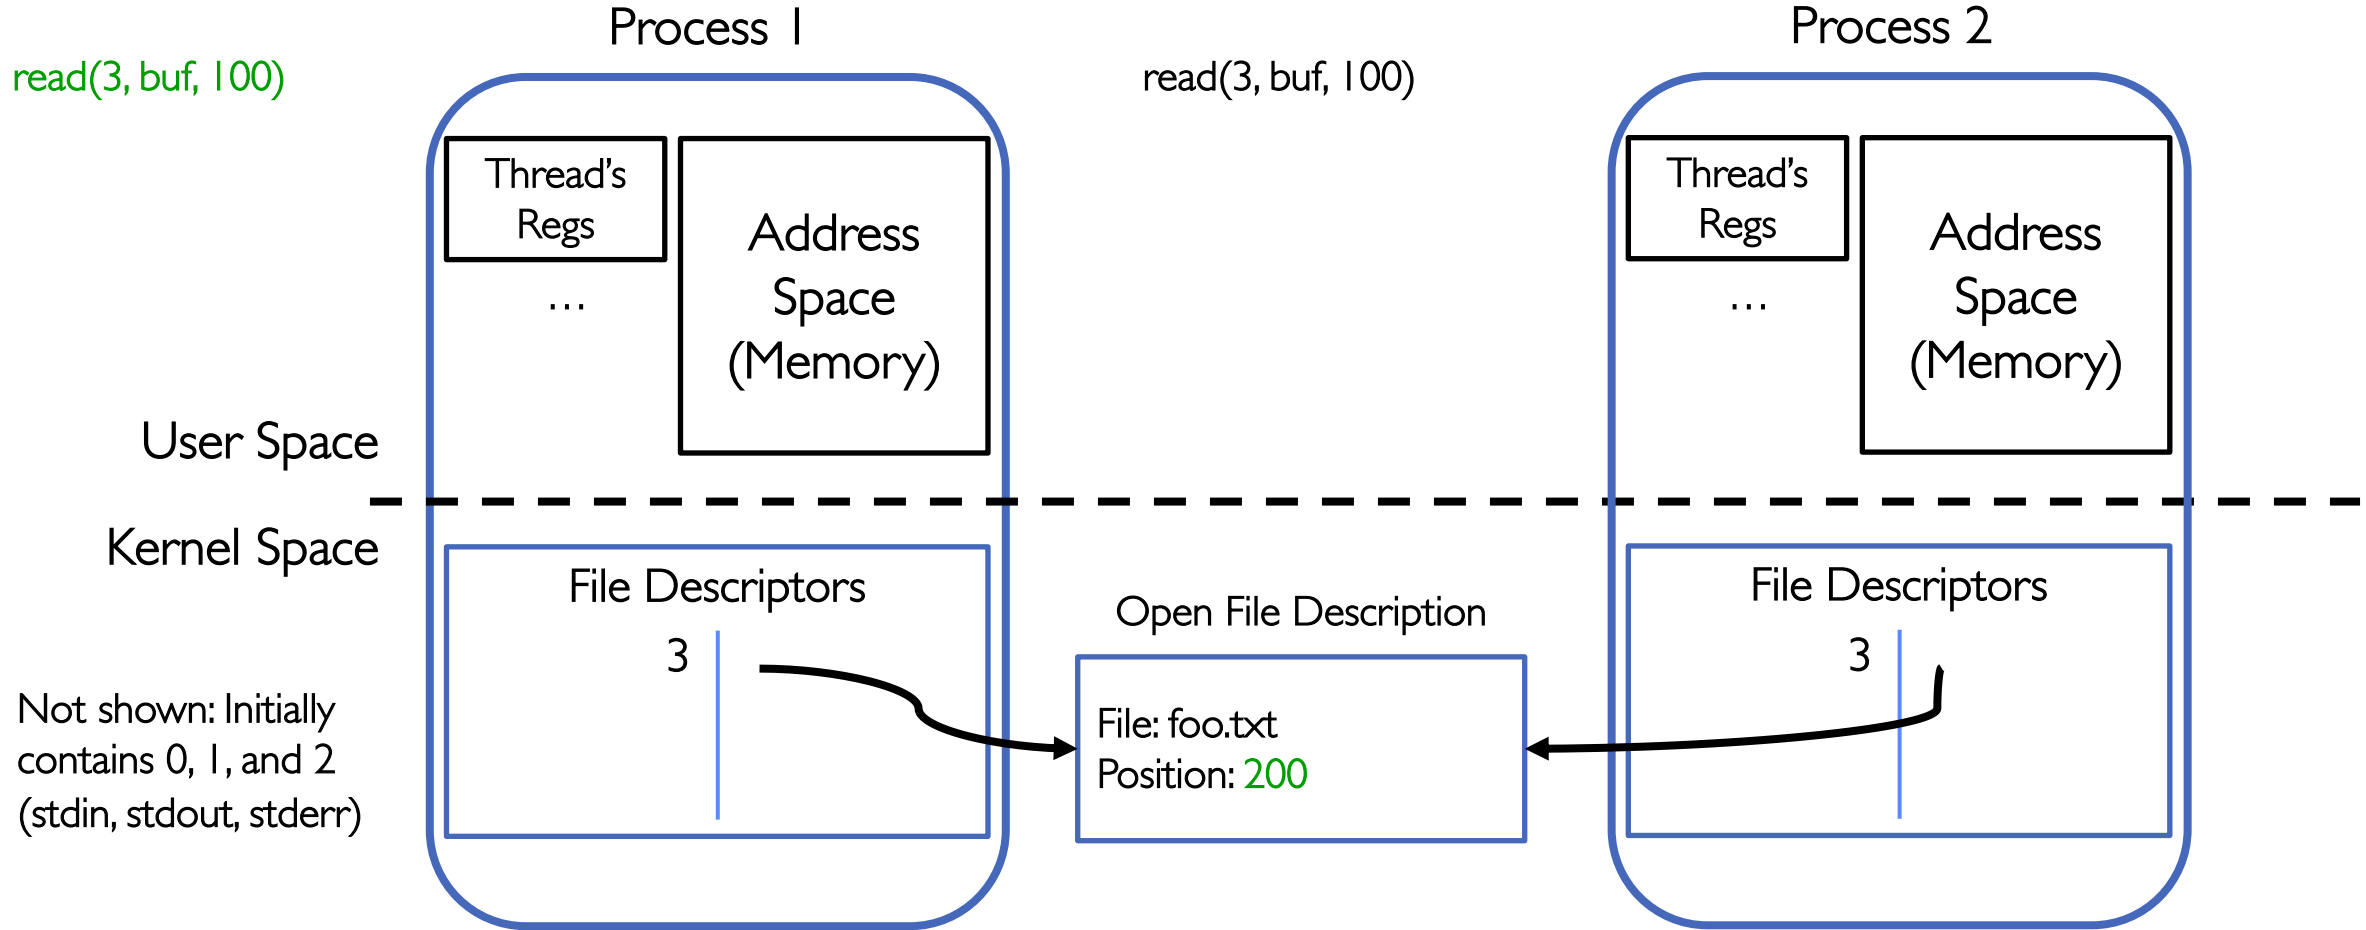 Process 1
Process 2
read(3, buf, 100)
read(3, buf, 100)
Thread’s
Regs
…
Address
Space
(Memory)
Thread’s
Regs
…
Address
Space
(Memory)
User Space
Kernel Space
File Descriptors
3
Open File Description
File: foo.txt
Position: 200
File Descriptors
3
Not shown: Initially
contains 0, 1, and 2
(stdin, stdout, stderr)